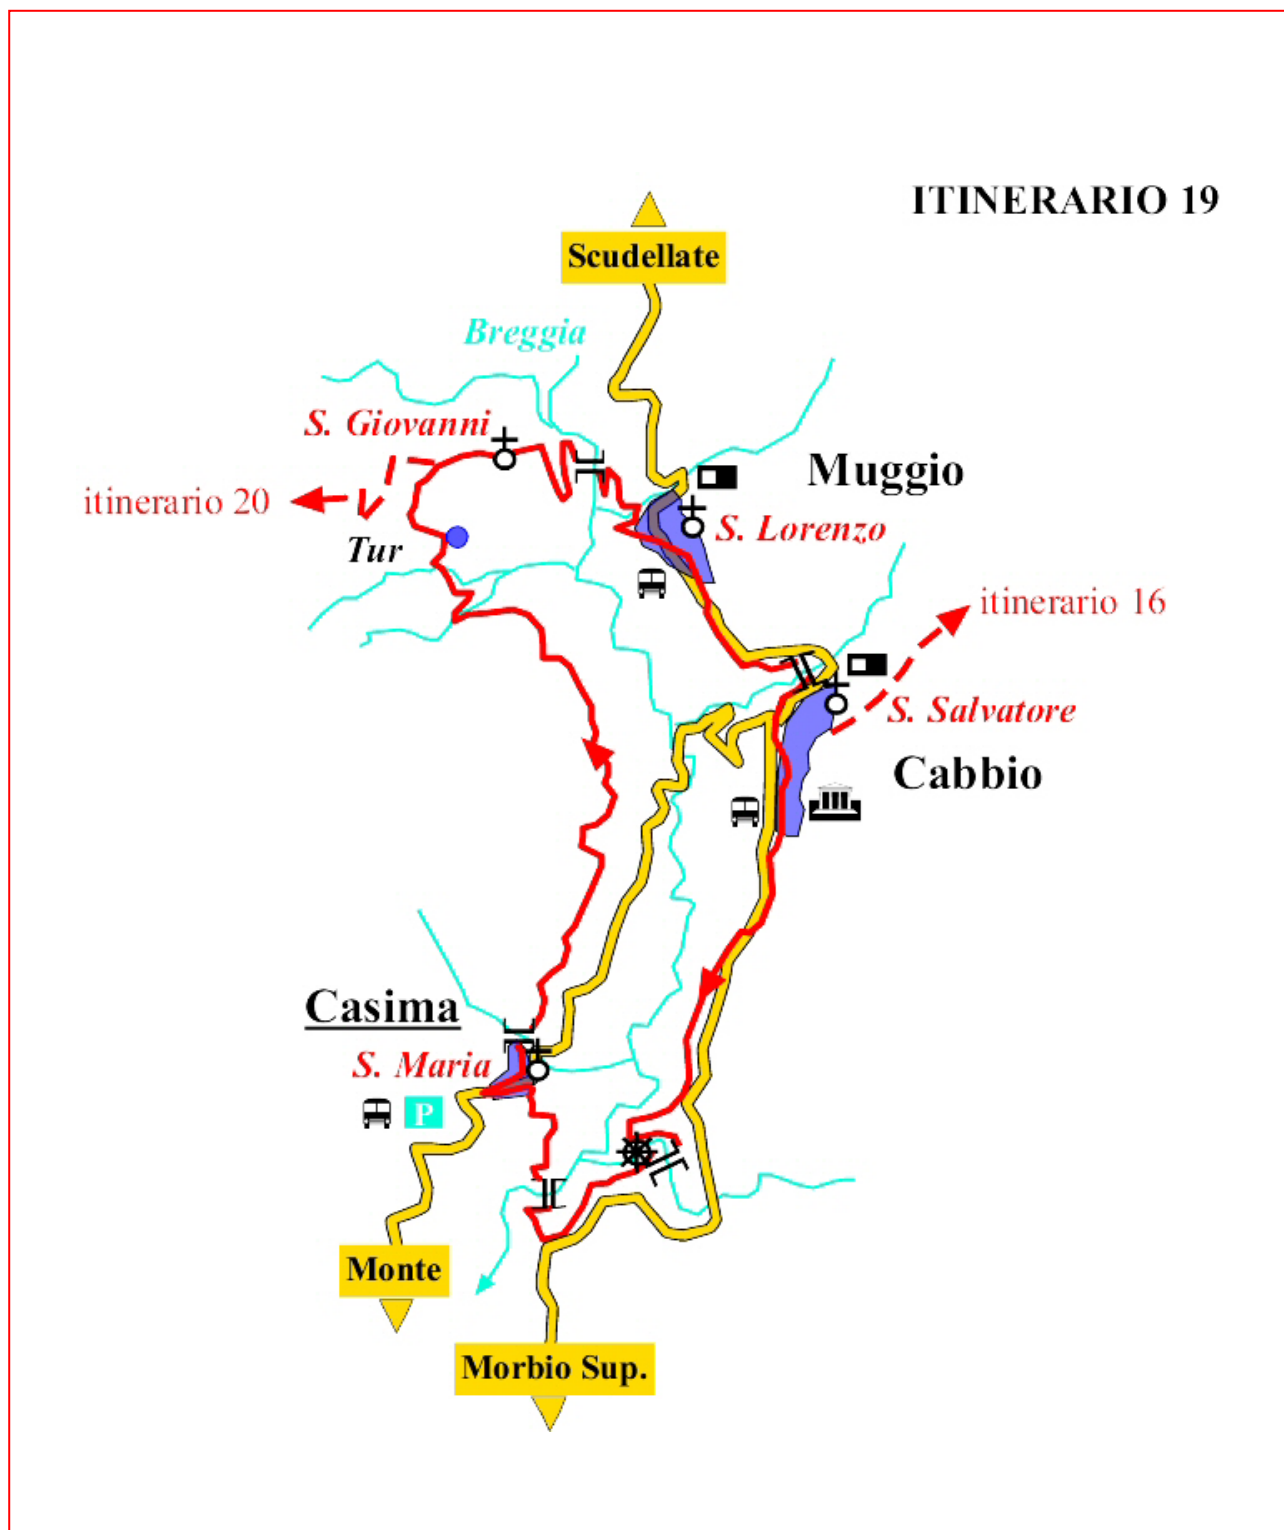 ITINERARIO 19
Scudellate
Breggia
S. Giovanni
Muggio
itinerario 20
S. Lorenzo
Tur
itinerario 16
S. Salvatore
Cabbio
Casima
S. Maria
P
Monte
Morbio Sup.